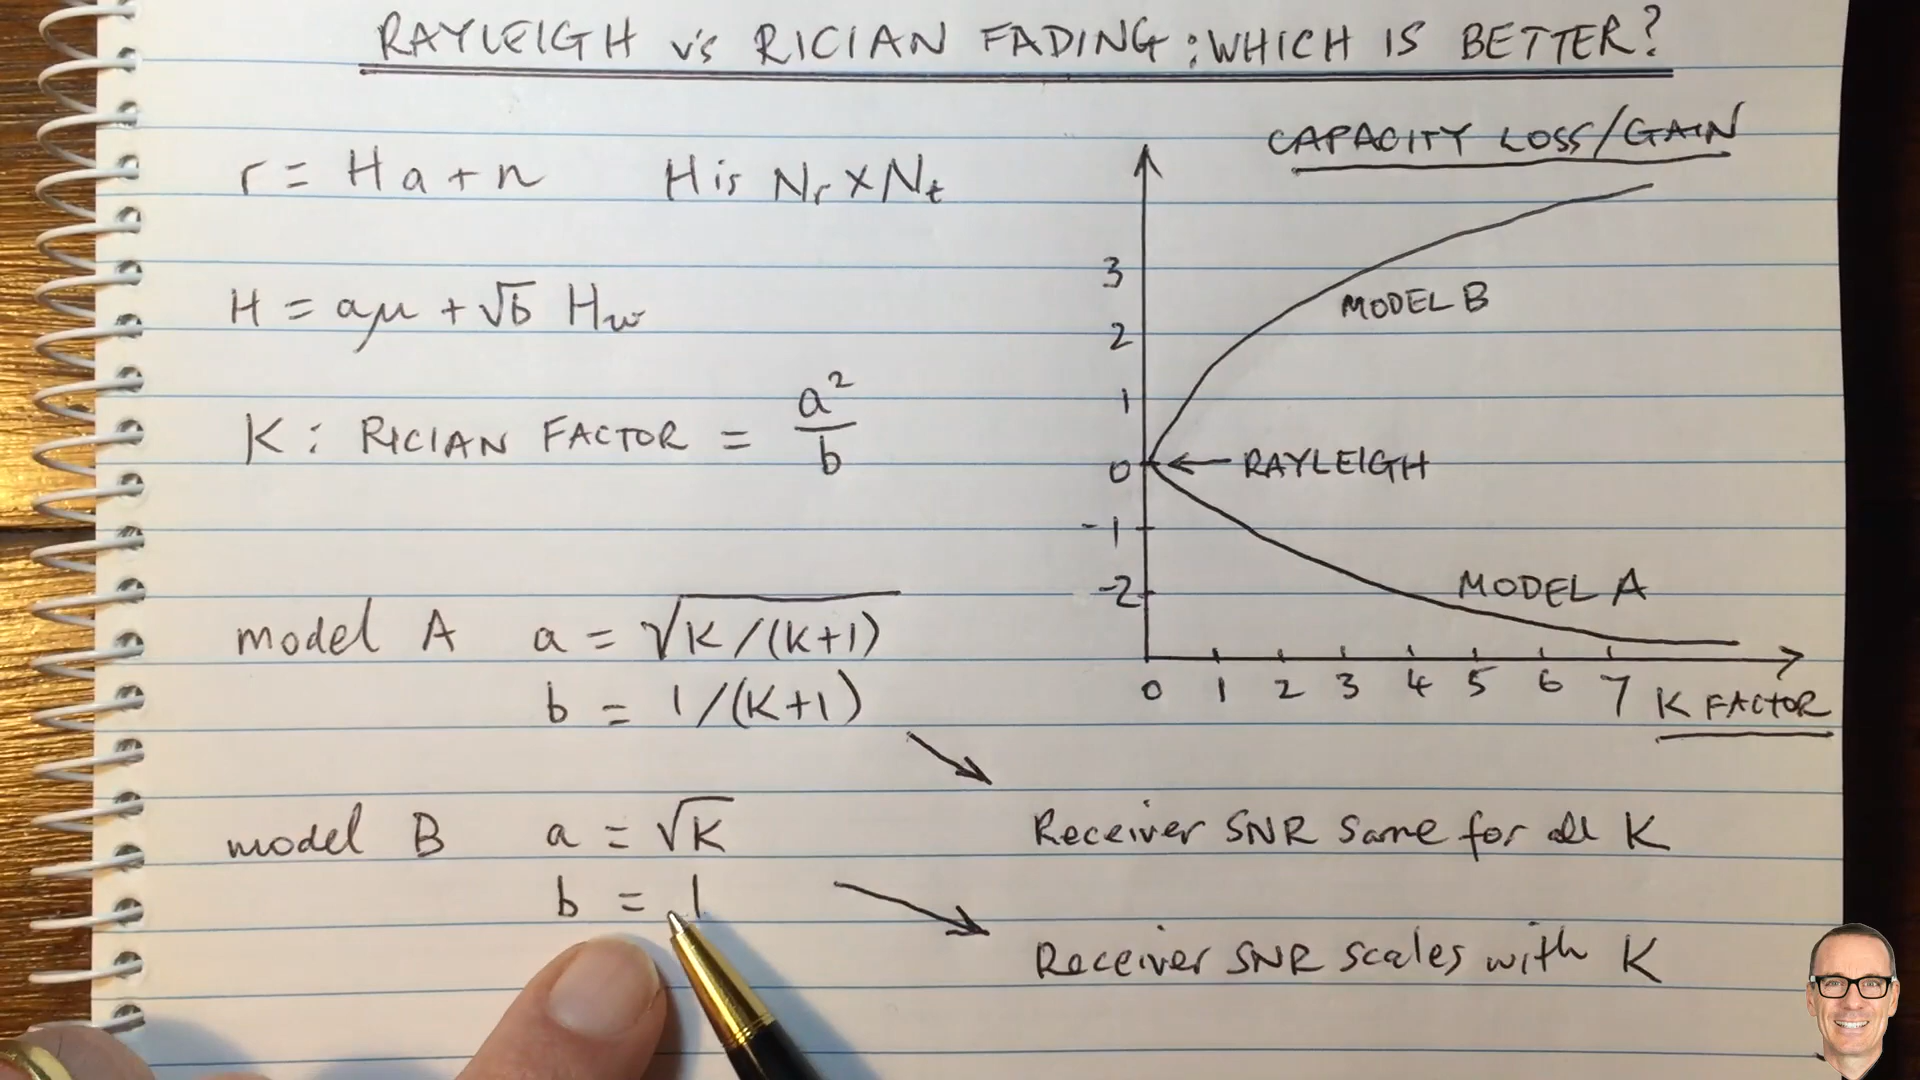 RAYLEIGH v's RICIAN FADING : WHICH IS BETTER?
r = Ha + n    H is Nr × Nt
H = aμ + √b Hw
K : RICIAN FACTOR = a²/b
model A  a = √K/(K+1)
b = 1/(K+1)
model B  a = √K
b = 1
CAPACITY LOSS/GAIN
3
2
1
0
-1
-2
MODEL B
← RAYLEIGH
MODEL A
0 1 2 3 4 5 6 7
K FACTOR
Receiver SNR same for all K
Receiver SNR scales with K